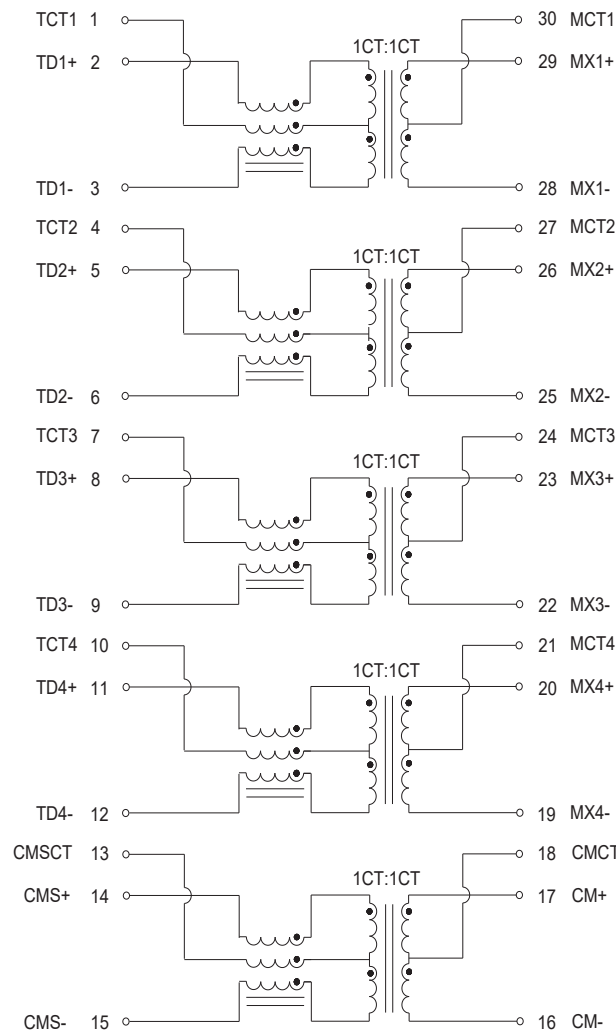 TCT1 1 30 MCT1
1CT:1CT
TD1+ 2 29 MX1+
TD1- 3 28 MX1-
TCT2 4 27 MCT2
1CT:1CT
TD2+ 5 26 MX2+
TD2- 6 25 MX2-
TCT3 7 24 MCT3
1CT:1CT
TD3+ 8 23 MX3+
TD3- 9 22 MX3-
TCT4 10 21 MCT4
1CT:1CT
TD4+ 11 20 MX4+
TD4- 12 19 MX4-
CMSCT 13 18 CMCT
1CT:1CT
CMS+ 14 17 CM+
CMS- 15 16 CM-